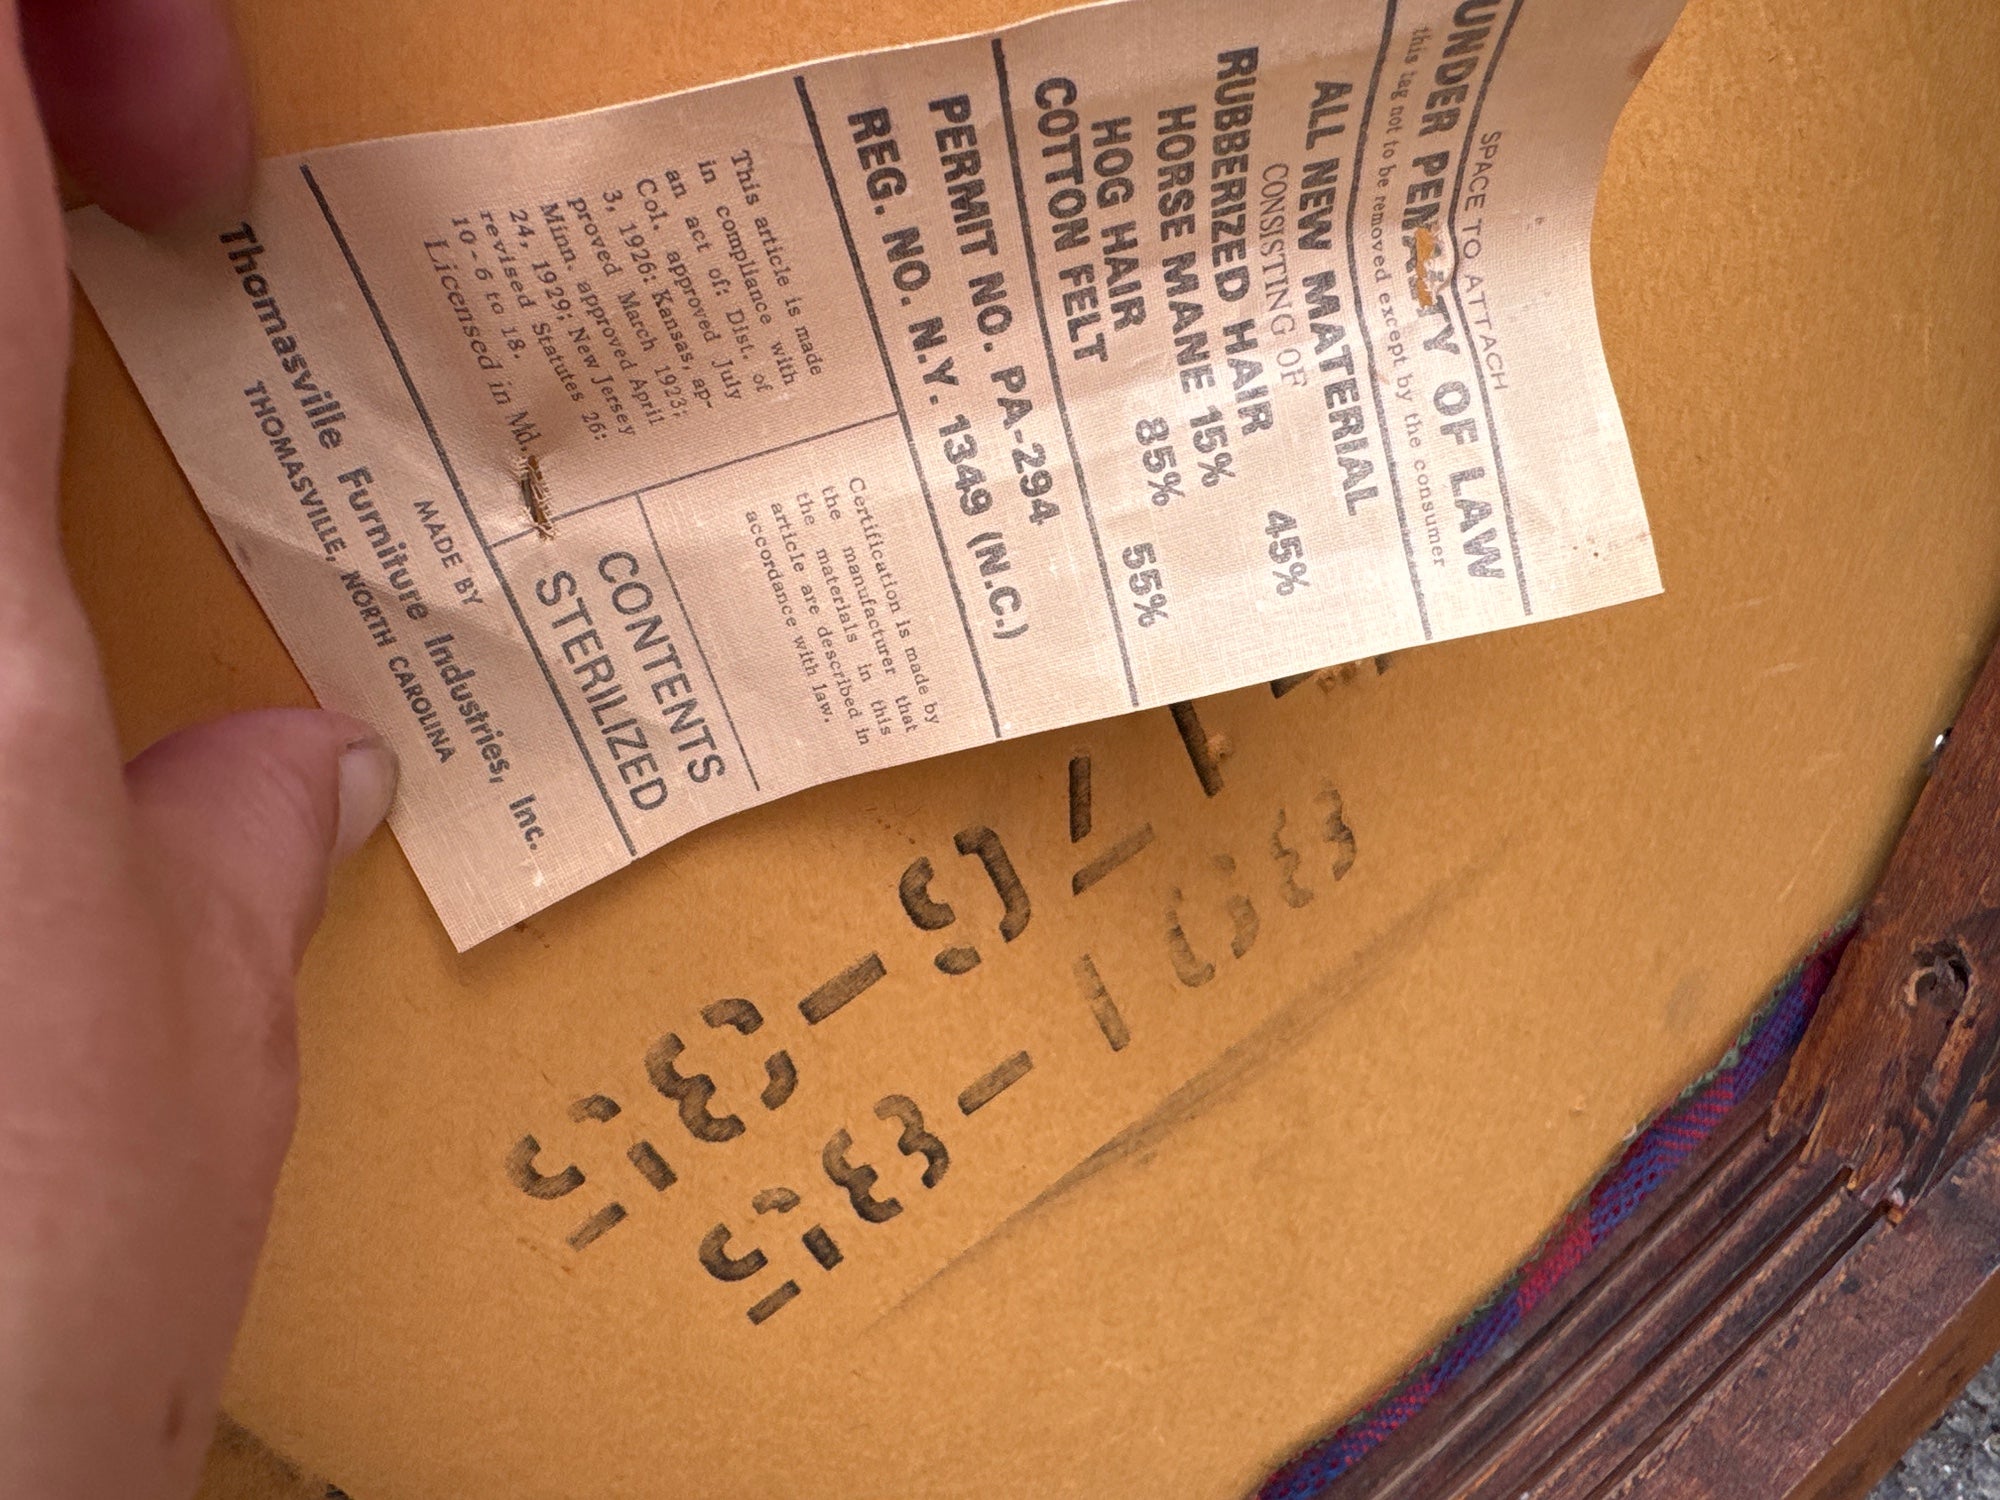 SPACE TO ATTACH
UNDER PENALTY OF LAW
this tag not to be removed except by the consumer
ALL NEW MATERIAL
CONSISTING OF
RUBBERIZED HAIR 45%
HORSE MANE 15%
HOG HAIR 85%
COTTON FELT 55%
PERMIT NO. PA-294
REG. NO. N.Y. 1349 (N.C.)
This article is made
in compliance with
an act of: Dist. of
Col. approved July
3, 1926; Kansas, ap-
proved March 1923;
Minn. approved April
24, 1929; New Jersey
revised Statutes 26:
10-6 to 18.
Licensed in Md.
Certification is made by
the manufacturer that
the materials in this
article are described in
accordance with law.
CONTENTS
STERILIZED
MADE BY
Thomasville Furniture Industries, Inc.
THOMASVILLE, NORTH CAROLINA